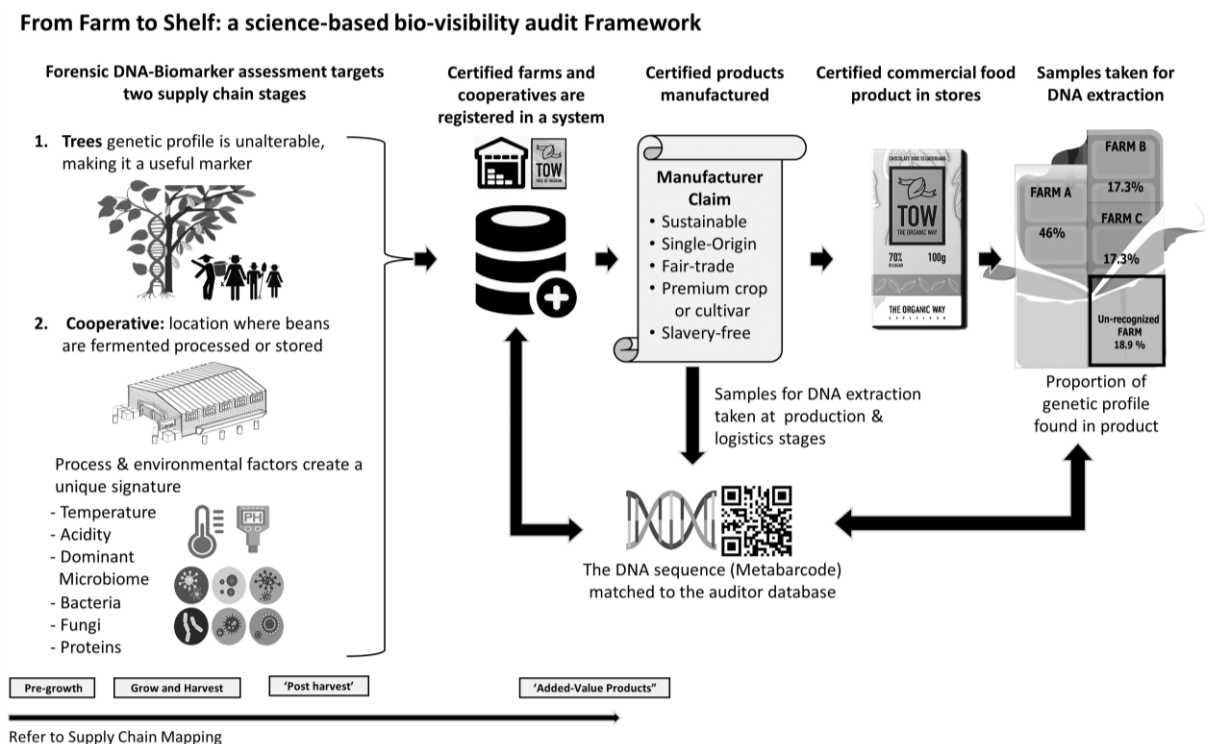 From Farm to Shelf: a science-based bio-visibility audit Framework
Forensic DNA-Biomarker assessment targets
two supply chain stages
1. Trees genetic profile is unalterable,
making it a useful marker
2. Cooperative: location where beans
are fermented processed or stored
Process & environmental factors create a
unique signature
- Temperature
- Acidity
- Dominant
Microbiome
- Bacteria
- Fungi
- Proteins
PH
Certified farms and
cooperatives are
registered in a system
TOW
Certified products
manufactured
Manufacturer
Claim
• Sustainable
• Single-Origin
• Fair-trade
• Premium crop
or cultivar
• Slavery-free
Samples for DNA extraction
taken at production &
logistics stages
The DNA sequence (Metabarcode)
matched to the auditor database
Certified commercial food
product in stores
TOW
THE ORGANIC WAY
70%
100g
THE ORGANIC WAY
Samples taken for
DNA extraction
FARM A
46%
FARM B
17.3%
FARM C
17.3%
Un-recognized
FARM
18.9 %
Proportion of
genetic profile
found in product
Pre-growth
Grow and Harvest
'Post harvest'
'Added-Value Products"
Refer to Supply Chain Mapping